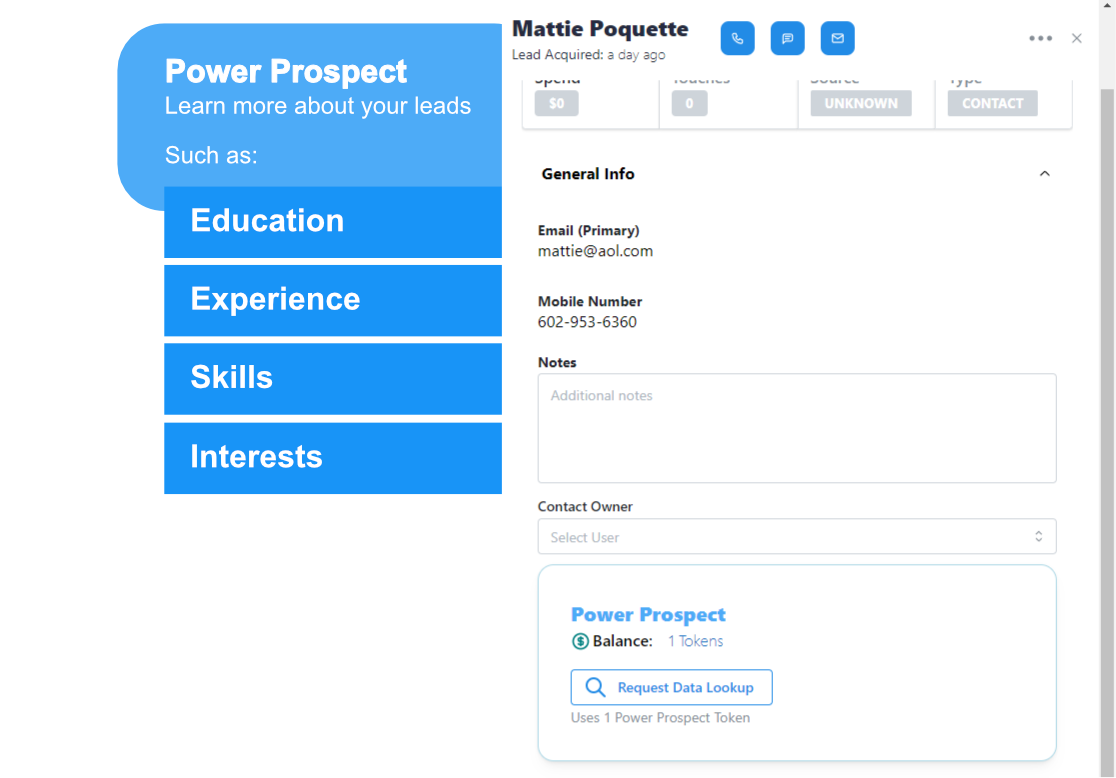 Power Prospect
Learn more about your leads
Such as:
Education
Experience
Skills
Interests
Mattie Poquette
Lead Acquired: a day ago
Spend Touches Source Type
$0 0 UNKNOWN CONTACT
General Info
Email (Primary)
mattie@aol.com
Mobile Number
602-953-6360
Notes
Additional notes
Contact Owner
Select User
Power Prospect
Balance: 1 Tokens
Request Data Lookup
Uses 1 Power Prospect Token